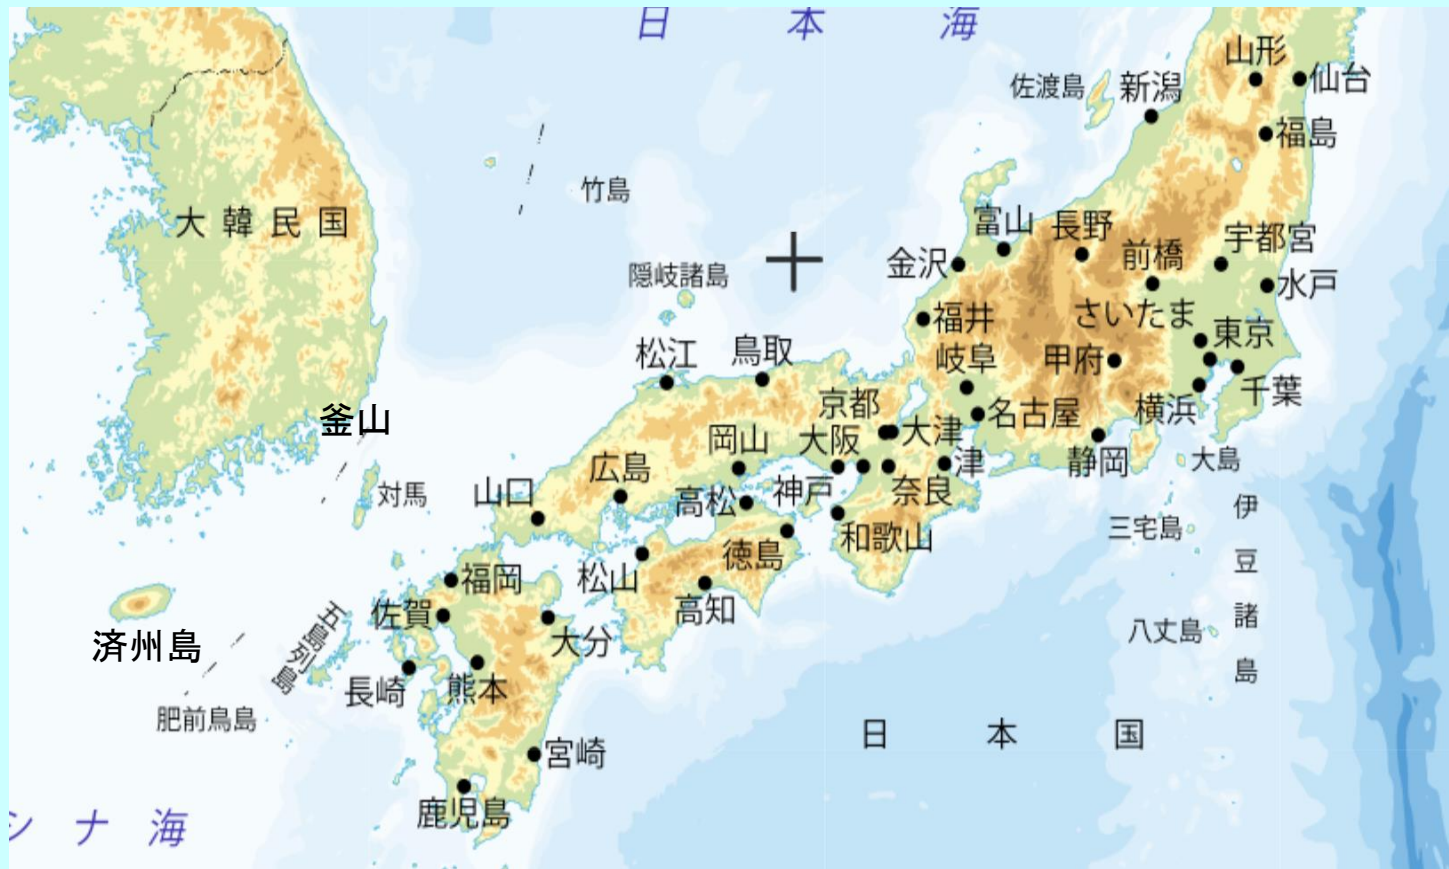 日本海
山形
仙台
佐渡島
新潟
福島
竹島
大韓民国
富山
長野
宇都宮
前橋
金沢
隠岐諸島
水戸
さいたま
福井
東京
松江
鳥取
岐阜
甲府
千葉
釜山
京都
名古屋
横浜
大津
岡山
大阪
広島
津
静岡
大島
対馬
山口
高松
神戸
奈良
伊豆諸島
三宅島
和歌山
徳島
松山
福岡
高知
佐賀
五島列島
八丈島
大分
済州島
長崎
熊本
肥前鳥島
日本国
宮崎
鹿児島
シナ海